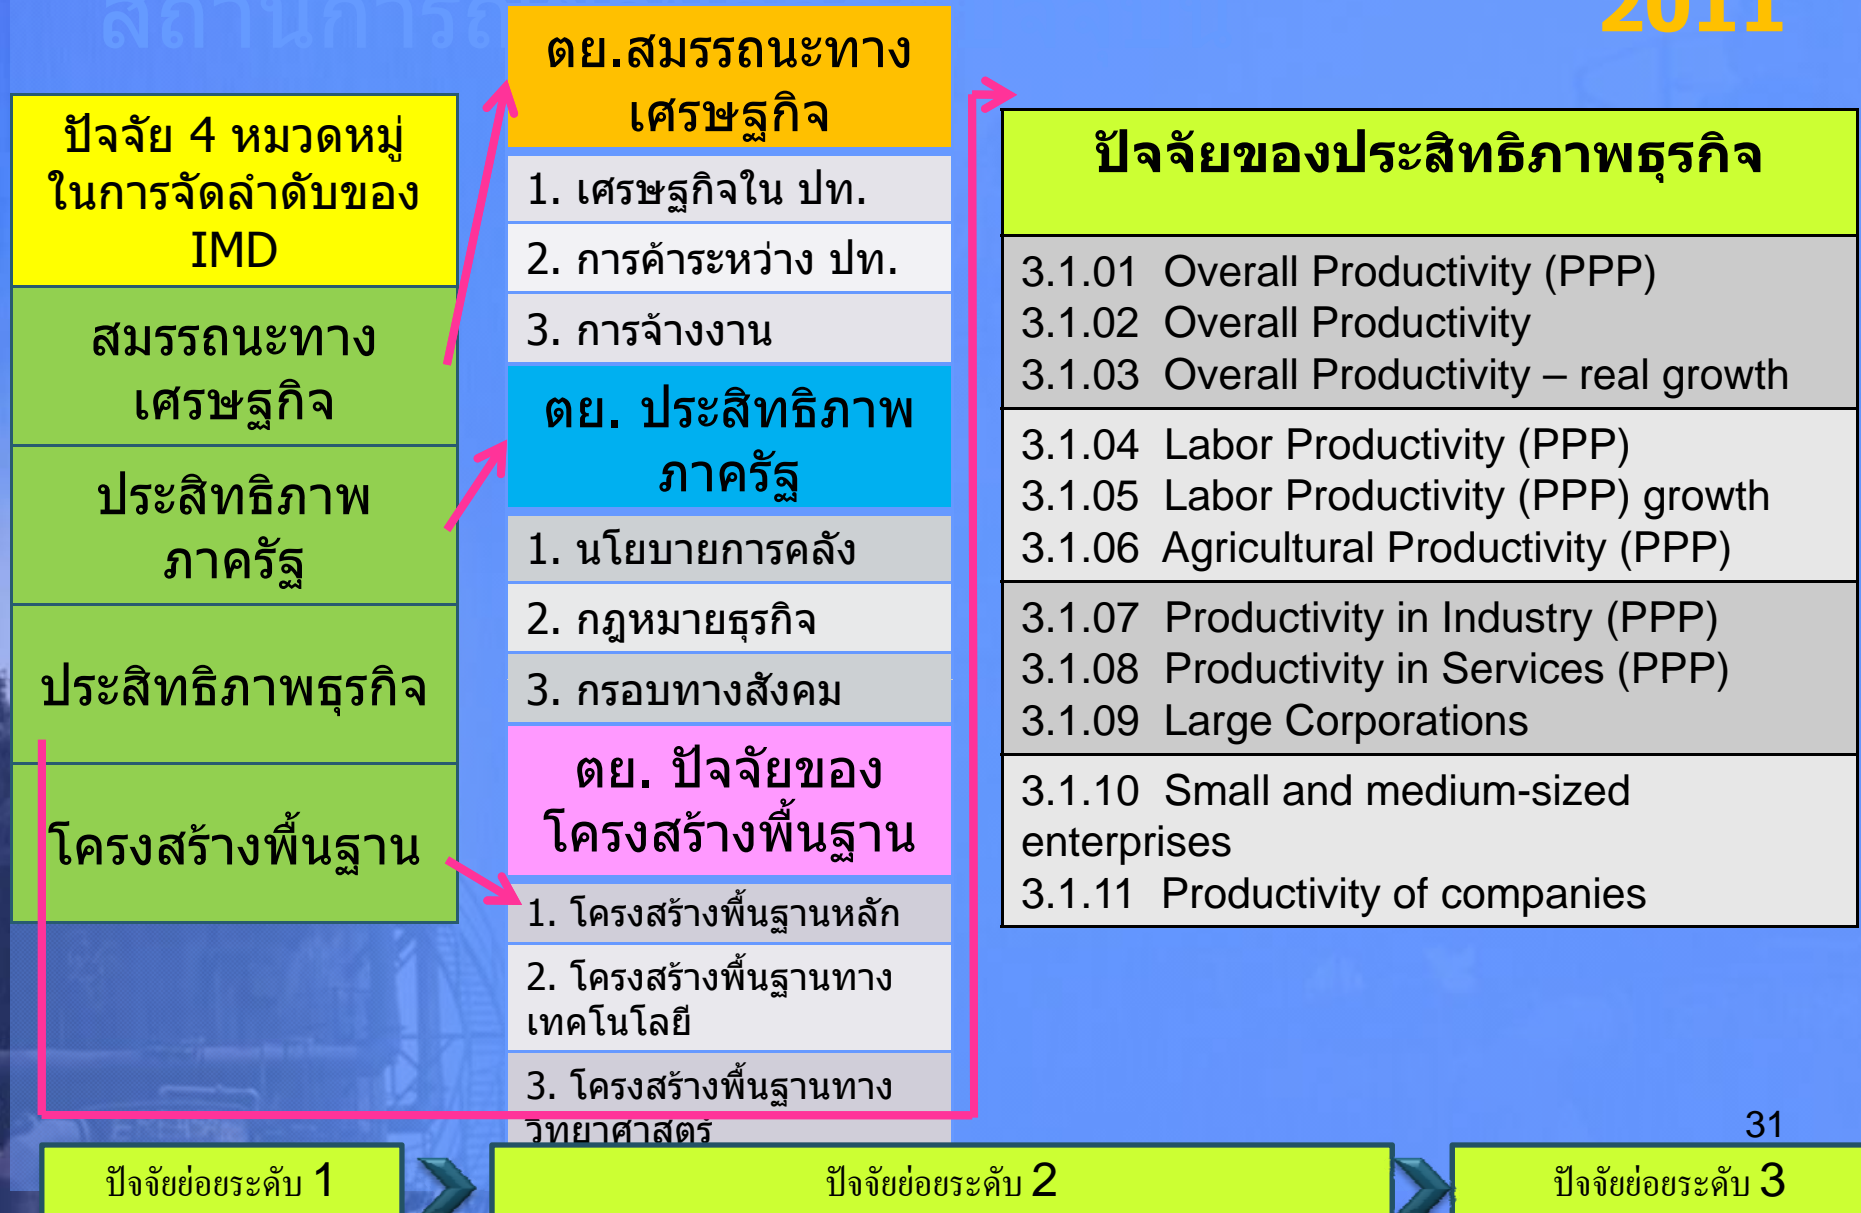 2011
ปัจจัย 4 หมวดหมู่
ในการจัดลำดับของ
IMD
สมรรถนะทาง
เศรษฐกิจ
ประสิทธิภาพ
ภาครัฐ
ประสิทธิภาพธุรกิจ
โครงสร้างพื้นฐาน
ตย.สมรรถนะทาง
เศรษฐกิจ
1. เศรษฐกิจใน ปท.
2. การค้าระหว่าง ปท.
3. การจ้างงาน
ตย. ประสิทธิภาพ
ภาครัฐ
1. นโยบายการคลัง
2. กฎหมายธุรกิจ
3. กรอบทางสังคม
ตย. ปัจจัยของ
โครงสร้างพื้นฐาน
1. โครงสร้างพื้นฐานหลัก
2. โครงสร้างพื้นฐานทาง
เทคโนโลยี
3. โครงสร้างพื้นฐานทาง
วิทยาศาสตร์
ปัจจัยของประสิทธิภาพธุรกิจ
3.1.01 Overall Productivity (PPP)
3.1.02 Overall Productivity
3.1.03 Overall Productivity – real growth
3.1.04 Labor Productivity (PPP)
3.1.05 Labor Productivity (PPP) growth
3.1.06 Agricultural Productivity (PPP)
3.1.07 Productivity in Industry (PPP)
3.1.08 Productivity in Services (PPP)
3.1.09 Large Corporations
3.1.10 Small and medium-sized
enterprises
3.1.11 Productivity of companies
31
ปัจจัยย่อยระดับ 1
ปัจจัยย่อยระดับ 2
ปัจจัยย่อยระดับ 3